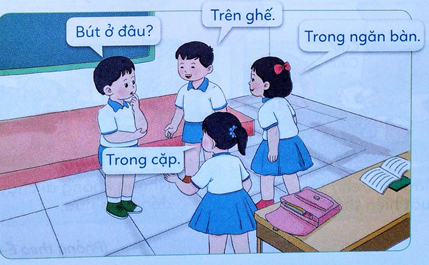 Bút ở đâu?
Trên ghế.
Trong ngăn bàn.
Trong cặp.